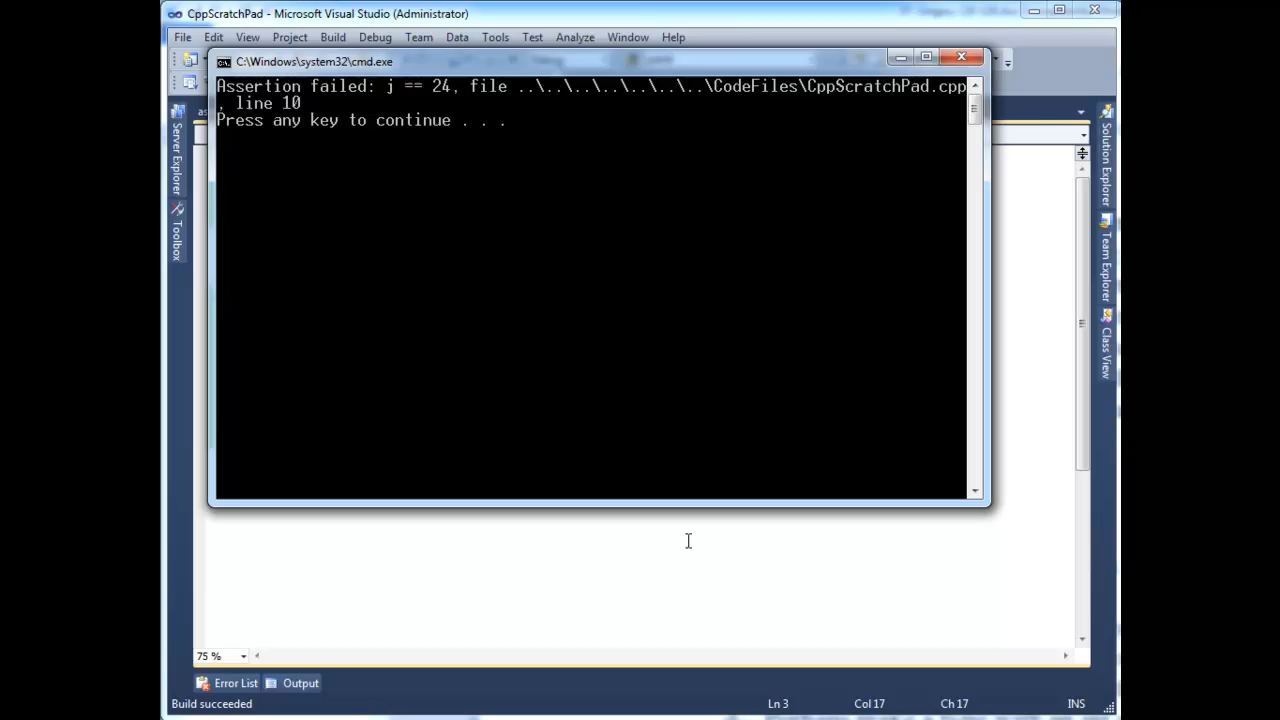 CppScratchPad - Microsoft Visual Studio (Administrator)
File Edit View Project Build Debug Team Data Tools Test Analyze Window Help
C:\Windows\system32\cmd.exe
Assertion failed: j == 24, file ..\..\..\..\..\..\CodeFiles\CppScratchPad.cpp
, line 10
Press any key to continue . . .
Server Explorer
Toolbox
Solution Explorer
Team Explorer
Class View
75 %
Error List Output
Build succeeded Ln 3 Col 17 Ch 17 INS